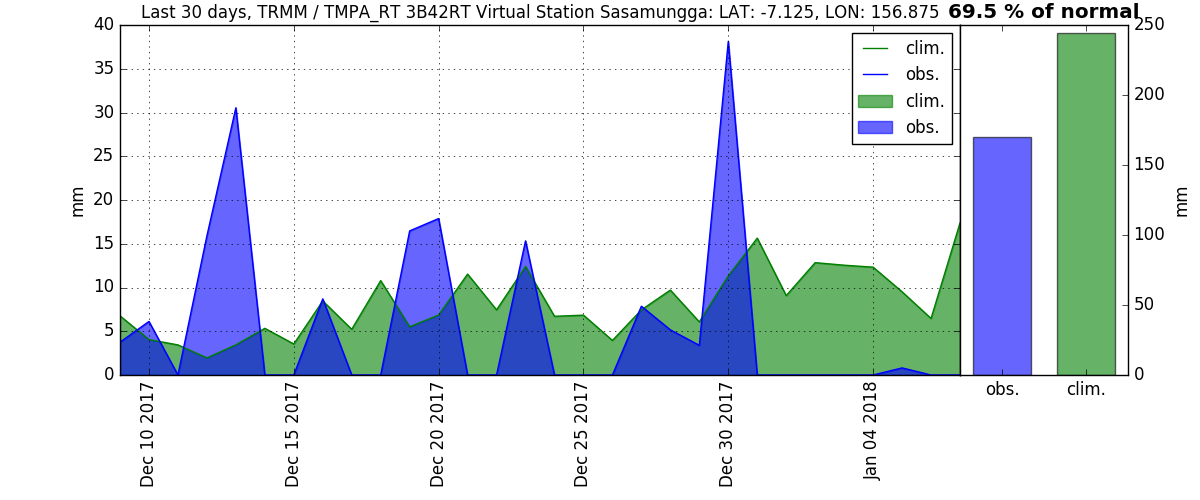 Last 30 days, TRMM / TMPA_RT 3B42RT Virtual Station Sasamungga: LAT: -7.125, LON: 156.875 69.5 % of normal
mm
40
35
30
25
20
15
10
5
0
clim.
obs.
clim.
obs.
Dec 10 2017
Dec 15 2017
Dec 20 2017
Dec 25 2017
Dec 30 2017
Jan 04 2018
obs.
clim.
250
200
150
100
50
0
mm